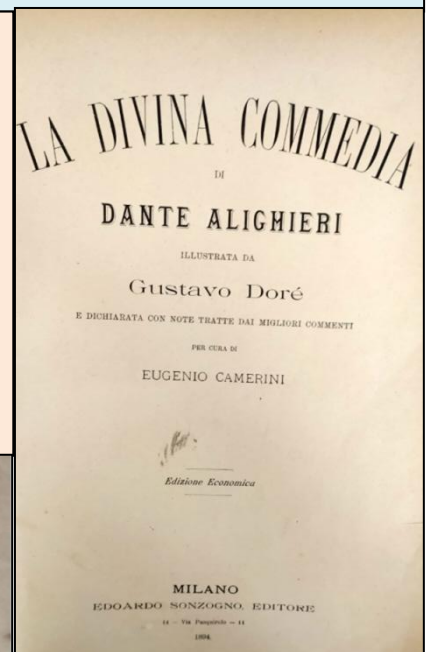 LA DIVINA COMMEDIA
DI
DANTE ALIGHIERI
ILLUSTRATA DA
Gustavo Doré
E DICHIARATA CON NOTE TRATTE DAI MIGLIORI COMMENTI
PER CURA DI
EUGENIO CAMERINI
Edizione Economica
MILANO
EDOARDO SONZOGNO, EDITORE
14 — Via Pasquirolo — 14